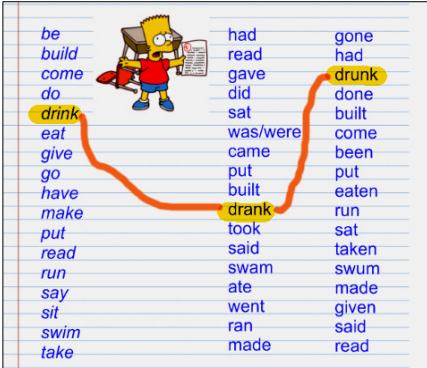 be
build
come
do
drink
eat
give
go
have
make
put
read
run
say
sit
swim
take
had
read
gave
did
sat
was/were
came
put
built
drank
took
said
swam
ate
went
ran
made
gone
had
drunk
done
built
come
been
put
eaten
run
sat
taken
swum
made
given
said
read